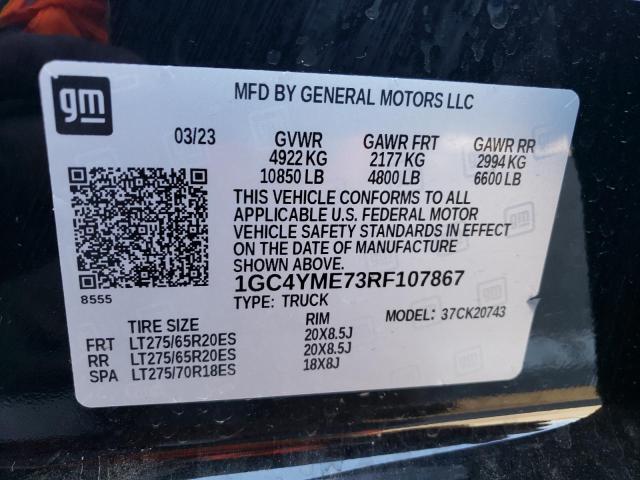 gm
MFD BY GENERAL MOTORS LLC
03/23 GVWR GAWR FRT GAWR RR
4922 KG 2177 KG 2994 KG
10850 LB 4800 LB 6600 LB
THIS VEHICLE CONFORMS TO ALL
APPLICABLE U.S. FEDERAL MOTOR
VEHICLE SAFETY STANDARDS IN EFFECT
ON THE DATE OF MANUFACTURE
SHOWN ABOVE.
8555
1GC4YME73RF107867
TYPE: TRUCK
MODEL: 37CK20743
TIRE SIZE RIM
FRT LT275/65R20ES 20X8.5J
RR LT275/65R20ES 20X8.5J
SPA LT275/70R18ES 18X8J